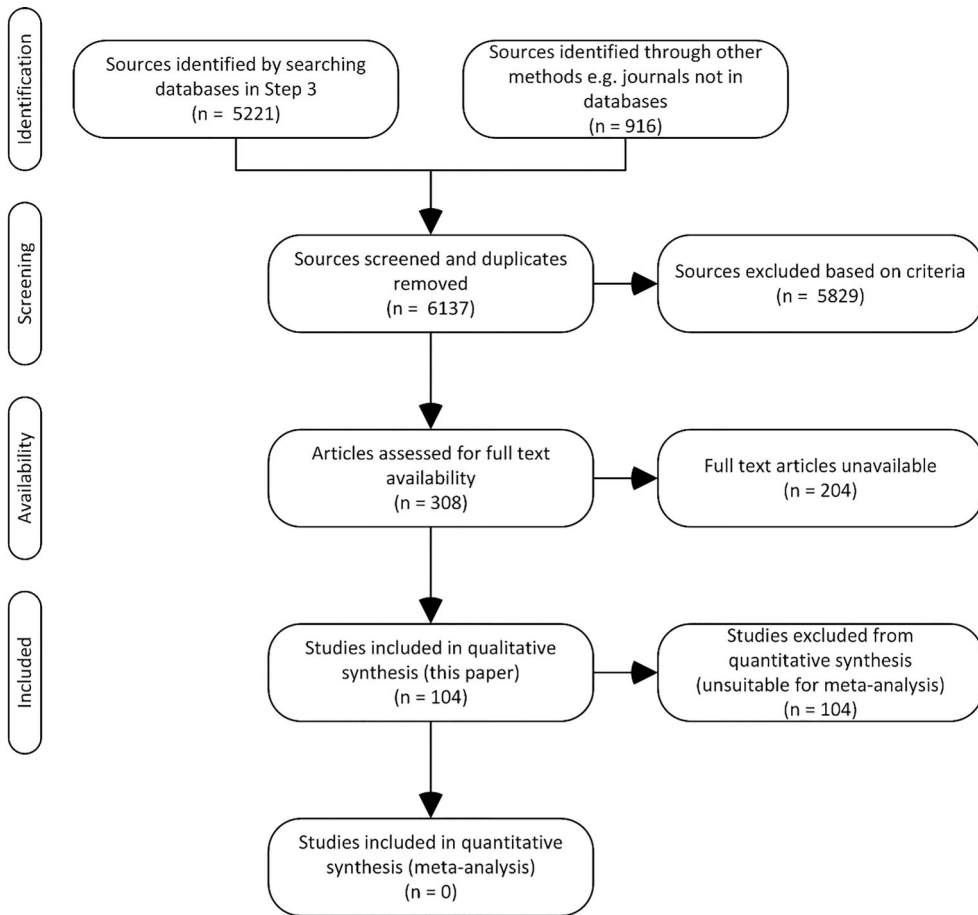 Identification
Sources identified by searching
databases in Step 3
(n = 5221)
Sources identified through other
methods e.g. journals not in
databases
(n = 916)
Screening
Sources screened and duplicates
removed
(n = 6137)
Sources excluded based on criteria
(n = 5829)
Availability
Articles assessed for full text
availability
(n = 308)
Full text articles unavailable
(n = 204)
Included
Studies included in qualitative
synthesis (this paper)
(n = 104)
Studies excluded from
quantitative synthesis
(unsuitable for meta-analysis)
(n = 104)
Studies included in quantitative
synthesis (meta-analysis)
(n = 0)